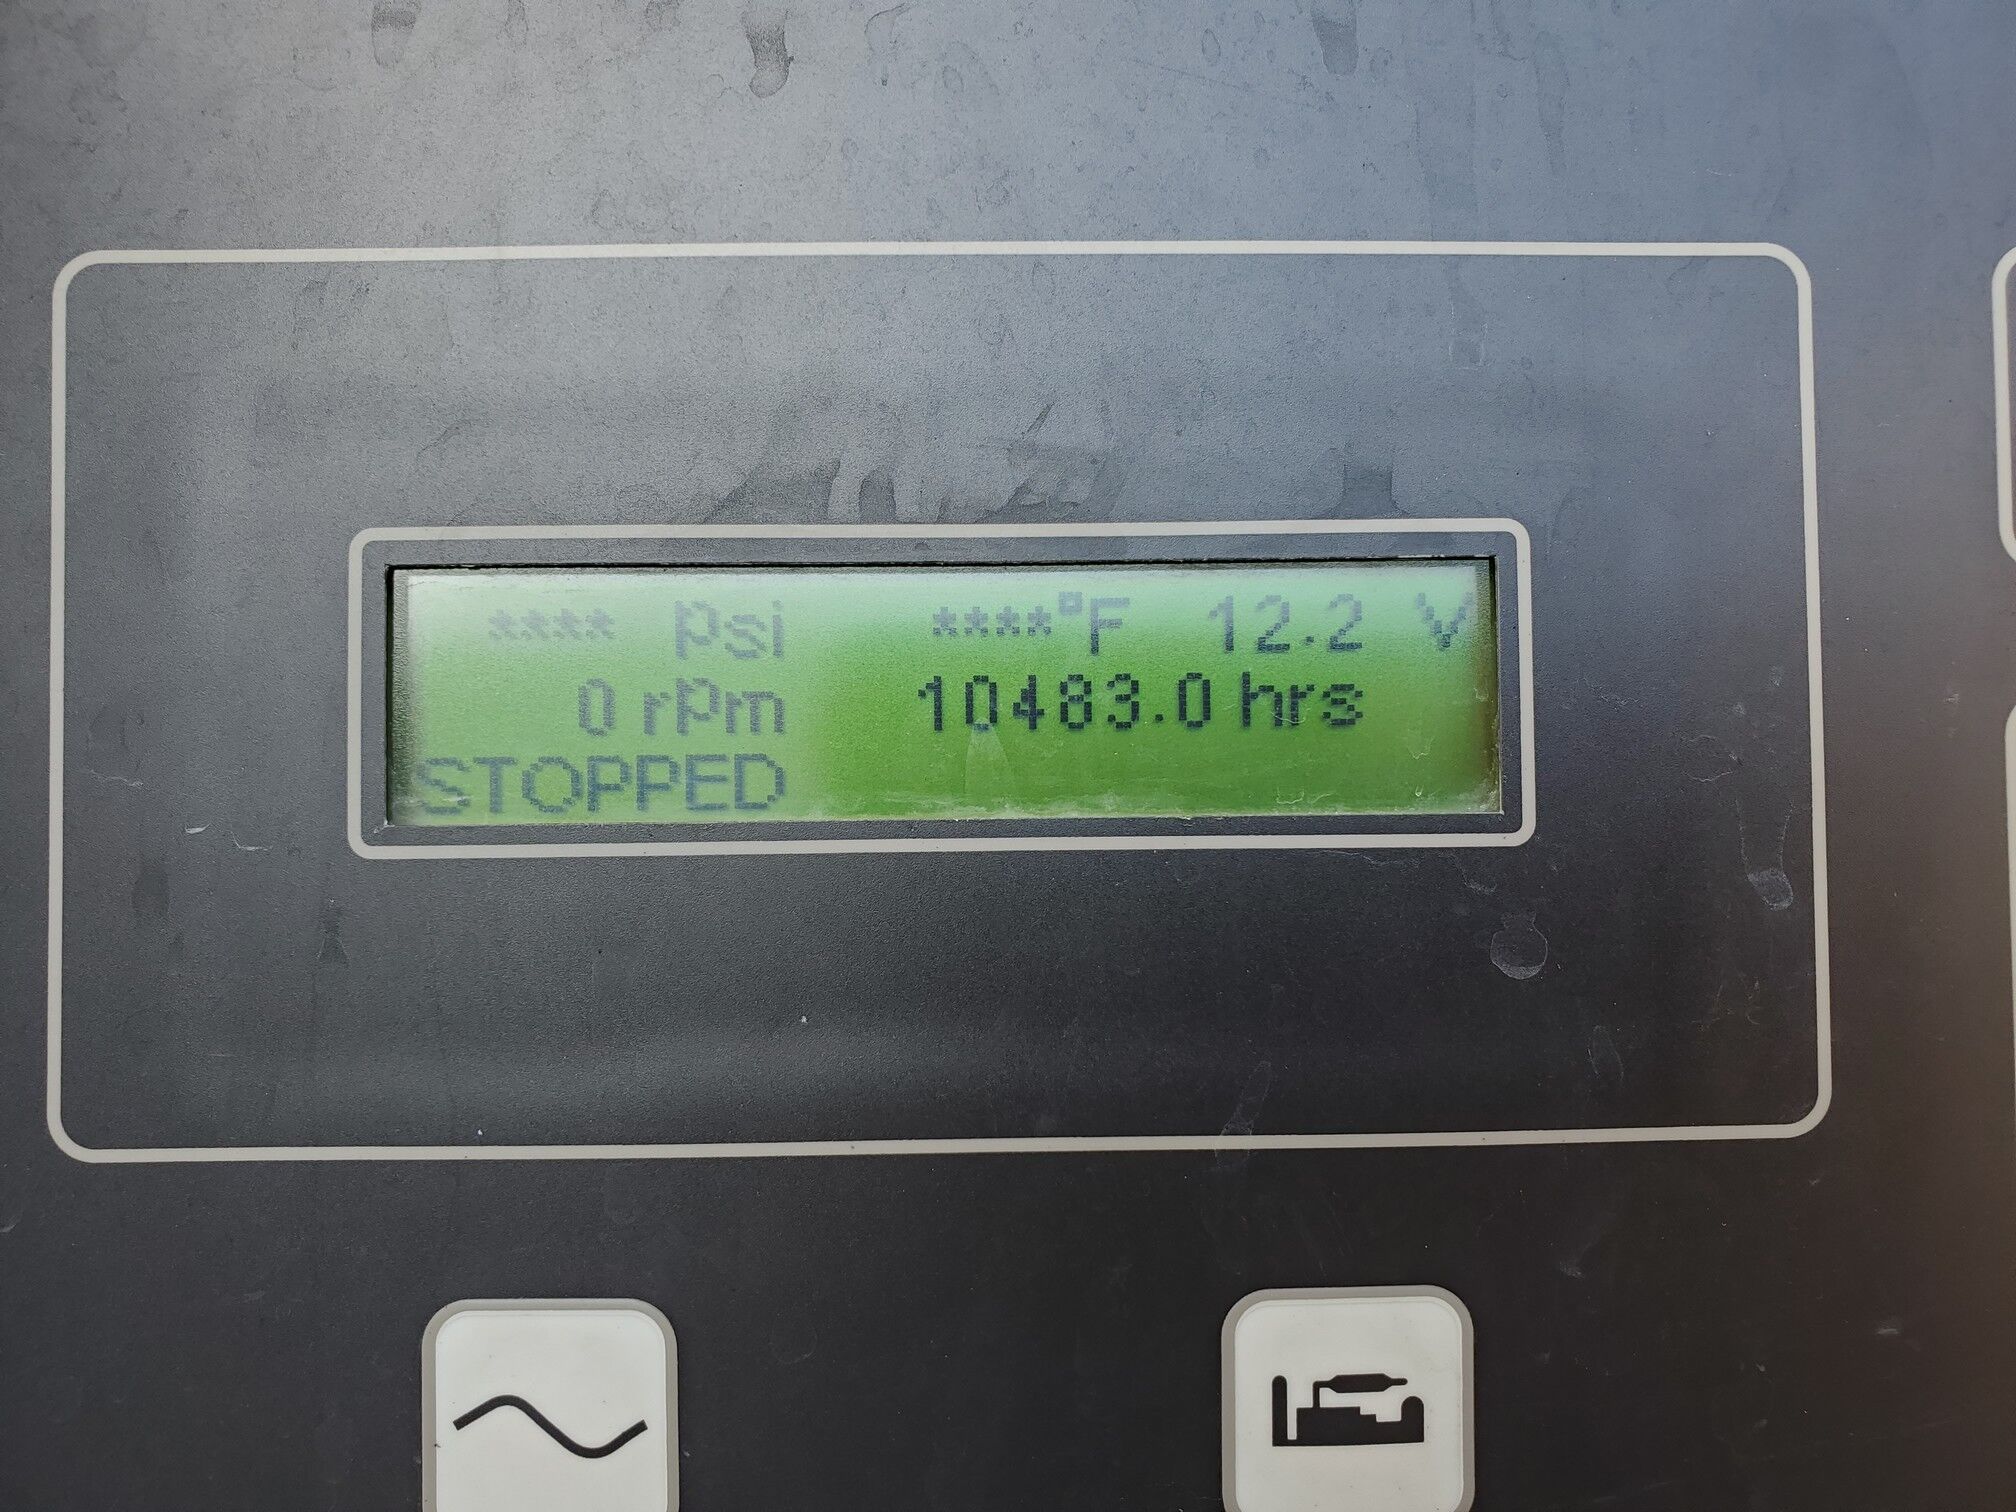 **** psi ****°F 12.2 V
0 rpm 10483.0 hrs
STOPPED